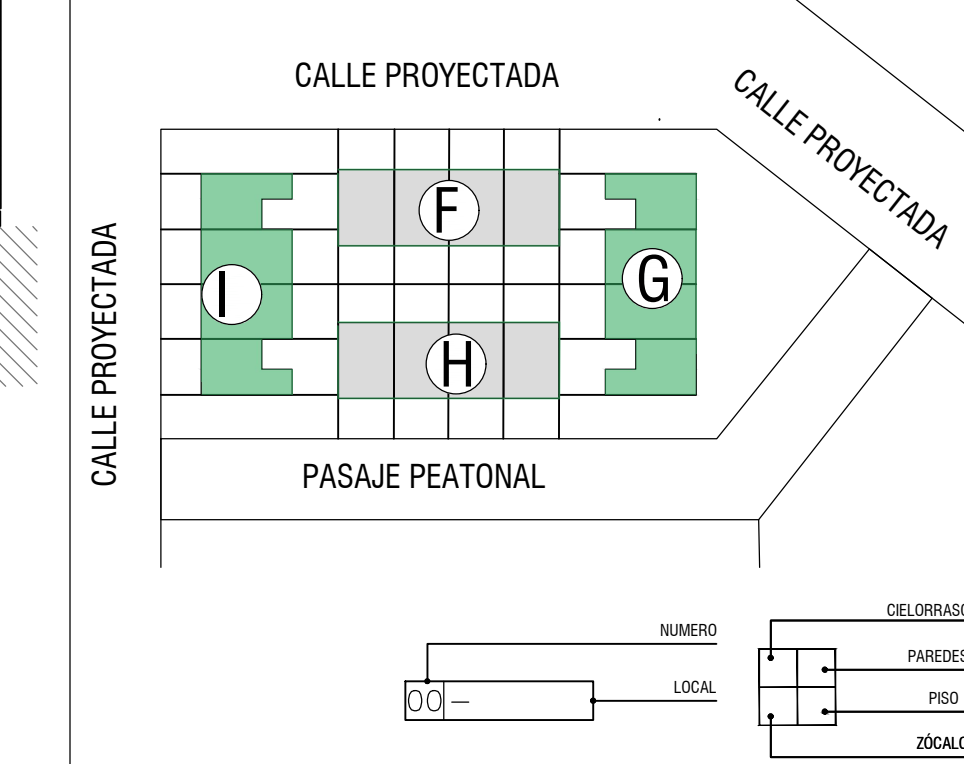 CALLE PROYECTADA
CALLE PROYECTADA
CALLE PROYECTADA
F
I
G
H
PASAJE PEATONAL
NUMERO
LOCAL
00 —
CIELORRASO
PAREDES
PISO
ZÓCALO